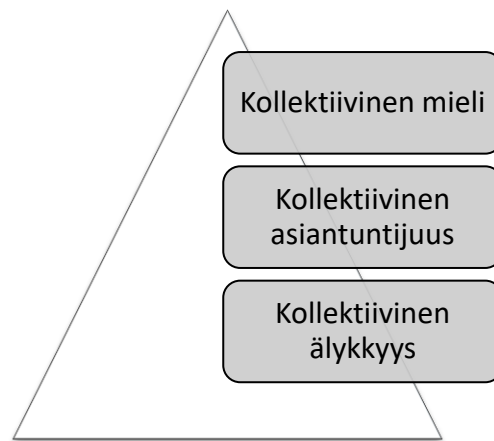 Kollektiivinen mieli
Kollektiivinen
asiantuntijuus
Kollektiivinen
älykkyys